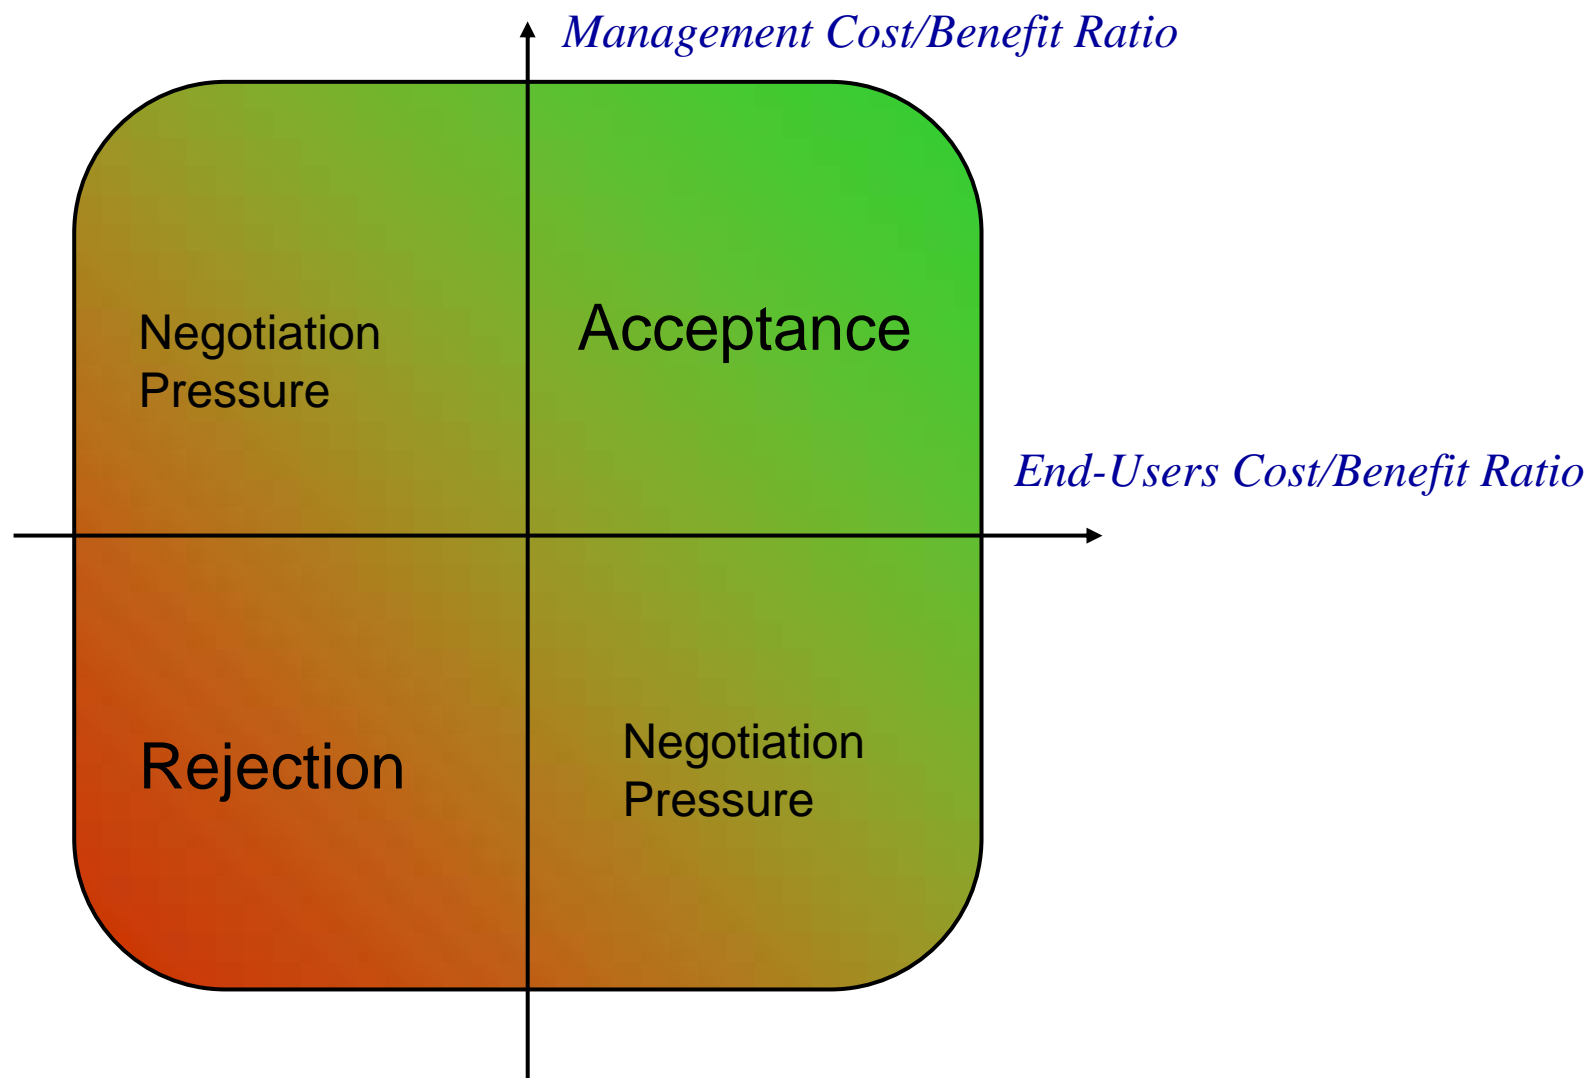 Management Cost/Benefit Ratio
Negotiation
Pressure
Acceptance
End-Users Cost/Benefit Ratio
Rejection
Negotiation
Pressure